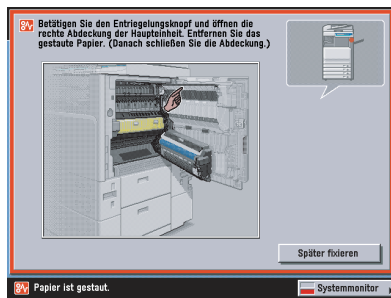 Betätigen Sie den Entriegelungsknopf und öffnen die
rechte Abdeckung der Haupteinheit. Entfernen Sie das
gestaute Papier. (Danach schließen Sie die Abdeckung.)
Später fixieren
Papier ist gestaut.
Systemmonitor